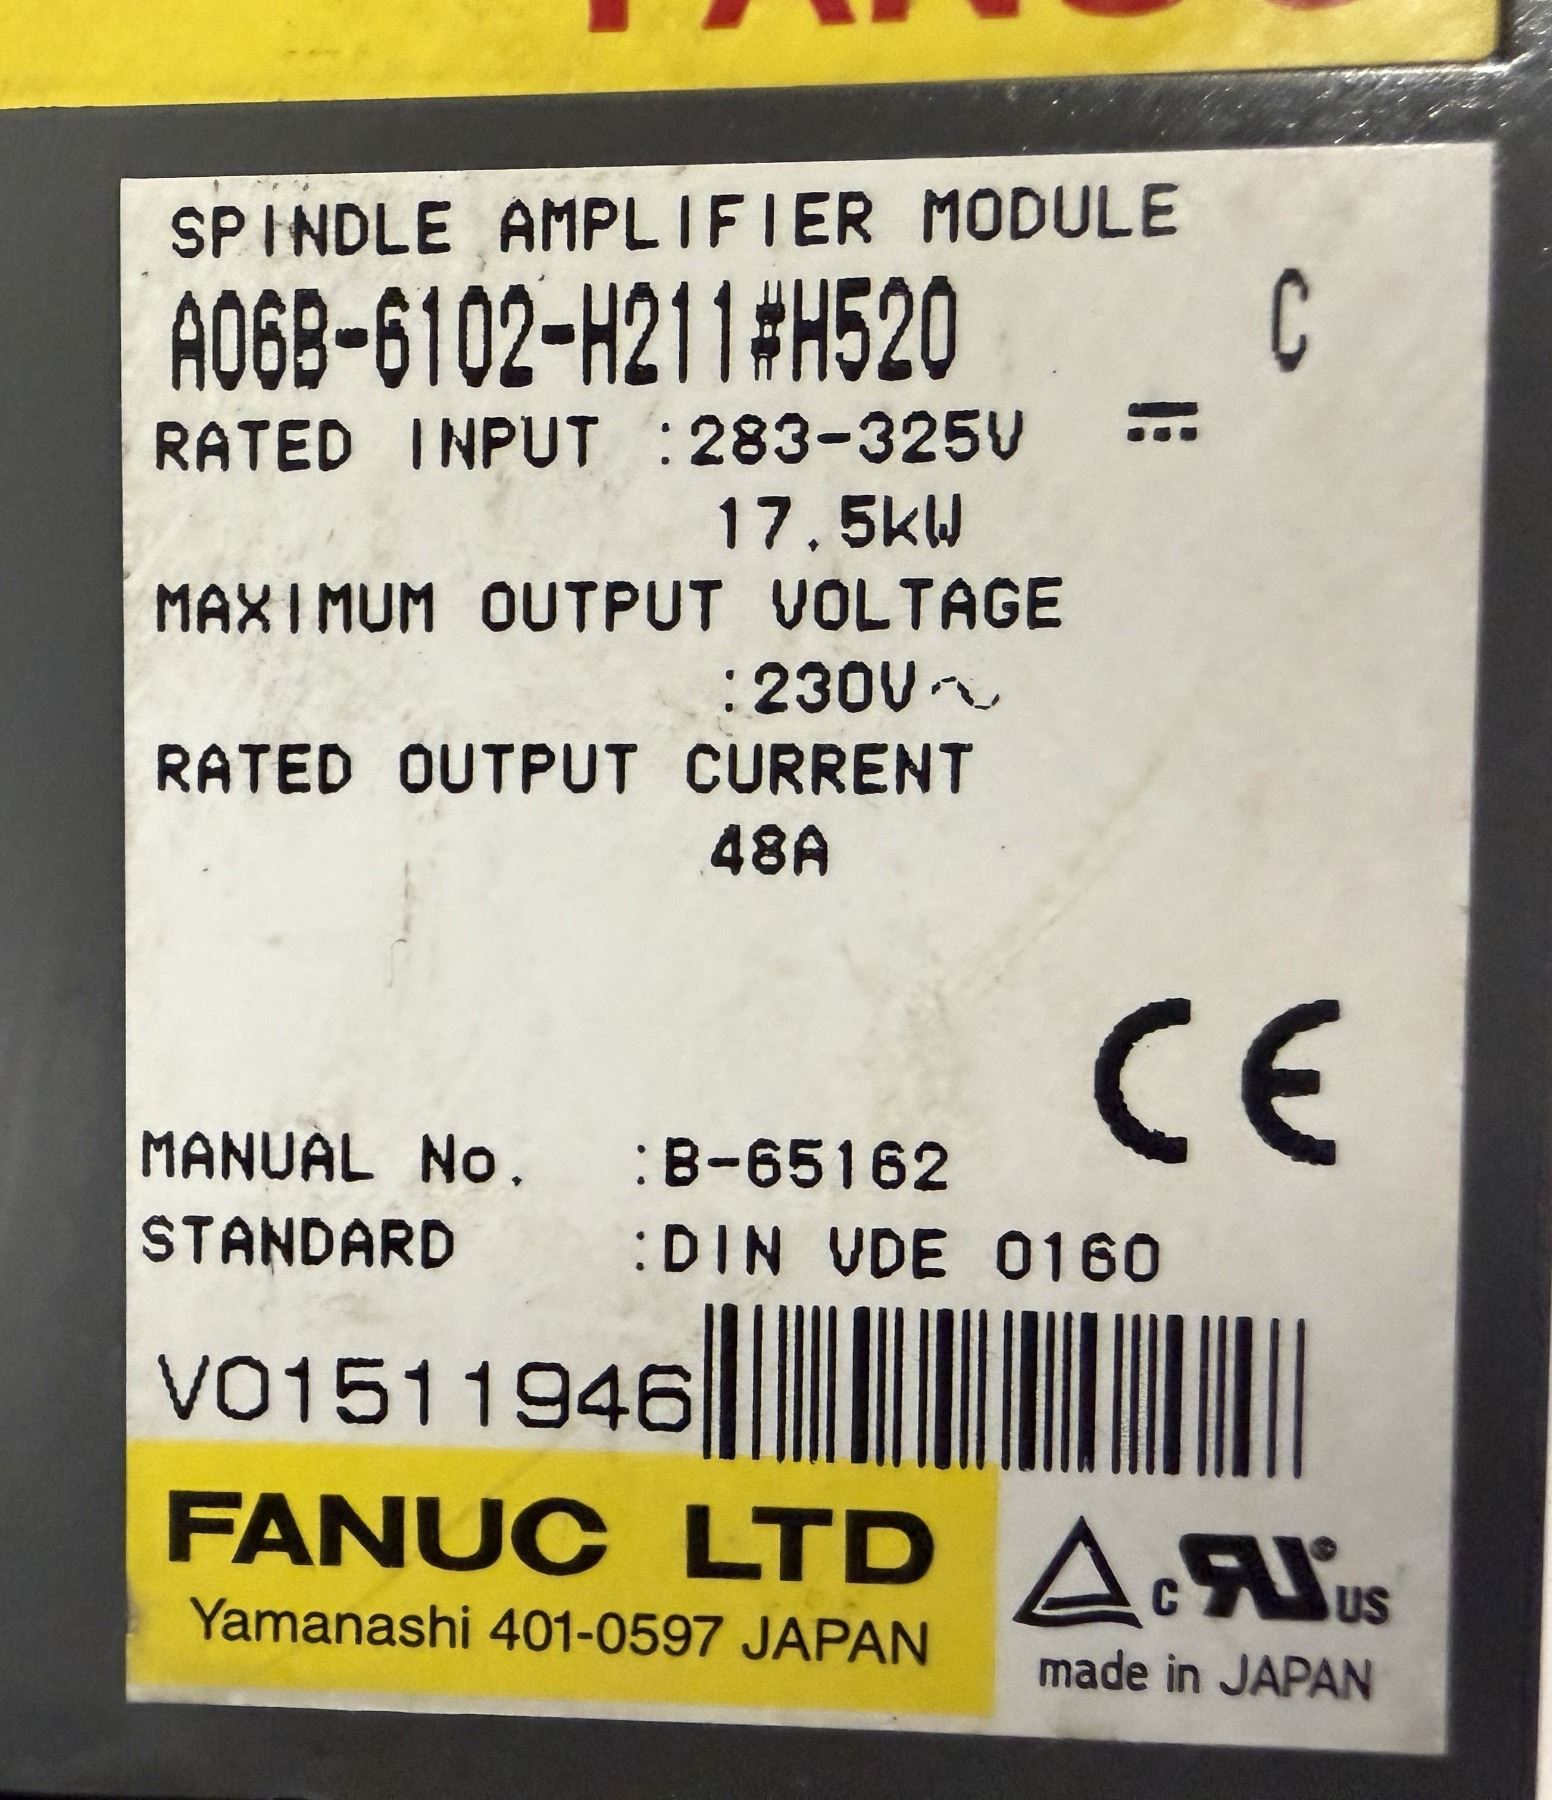 FANUC
SPINDLE AMPLIFIER MODULE
A06B-6102-H211#H520 C
RATED INPUT :283-325V ⎓
17.5kW
MAXIMUM OUTPUT VOLTAGE
:230V~
RATED OUTPUT CURRENT
48A
CE
MANUAL No. :B-65162
STANDARD :DIN VDE 0160
V01511946
FANUC LTD
Yamanashi 401-0597 JAPAN
c RU® US
made in JAPAN